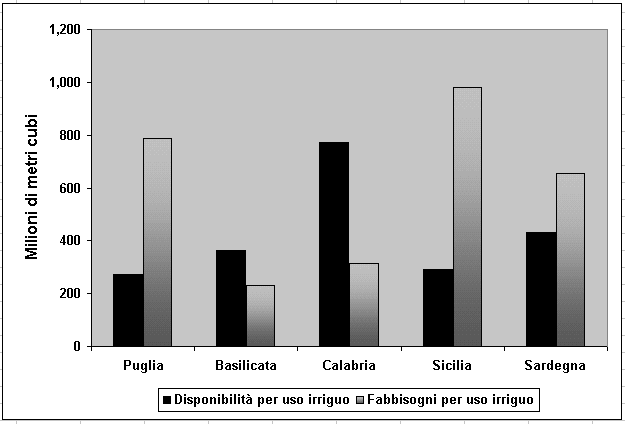 1,200
1,000
800
600
400
200
0
Milioni di metri cubi
Puglia Basilicata Calabria Sicilia Sardegna
Disponibilità per uso irriguo Fabbisogni per uso irriguo